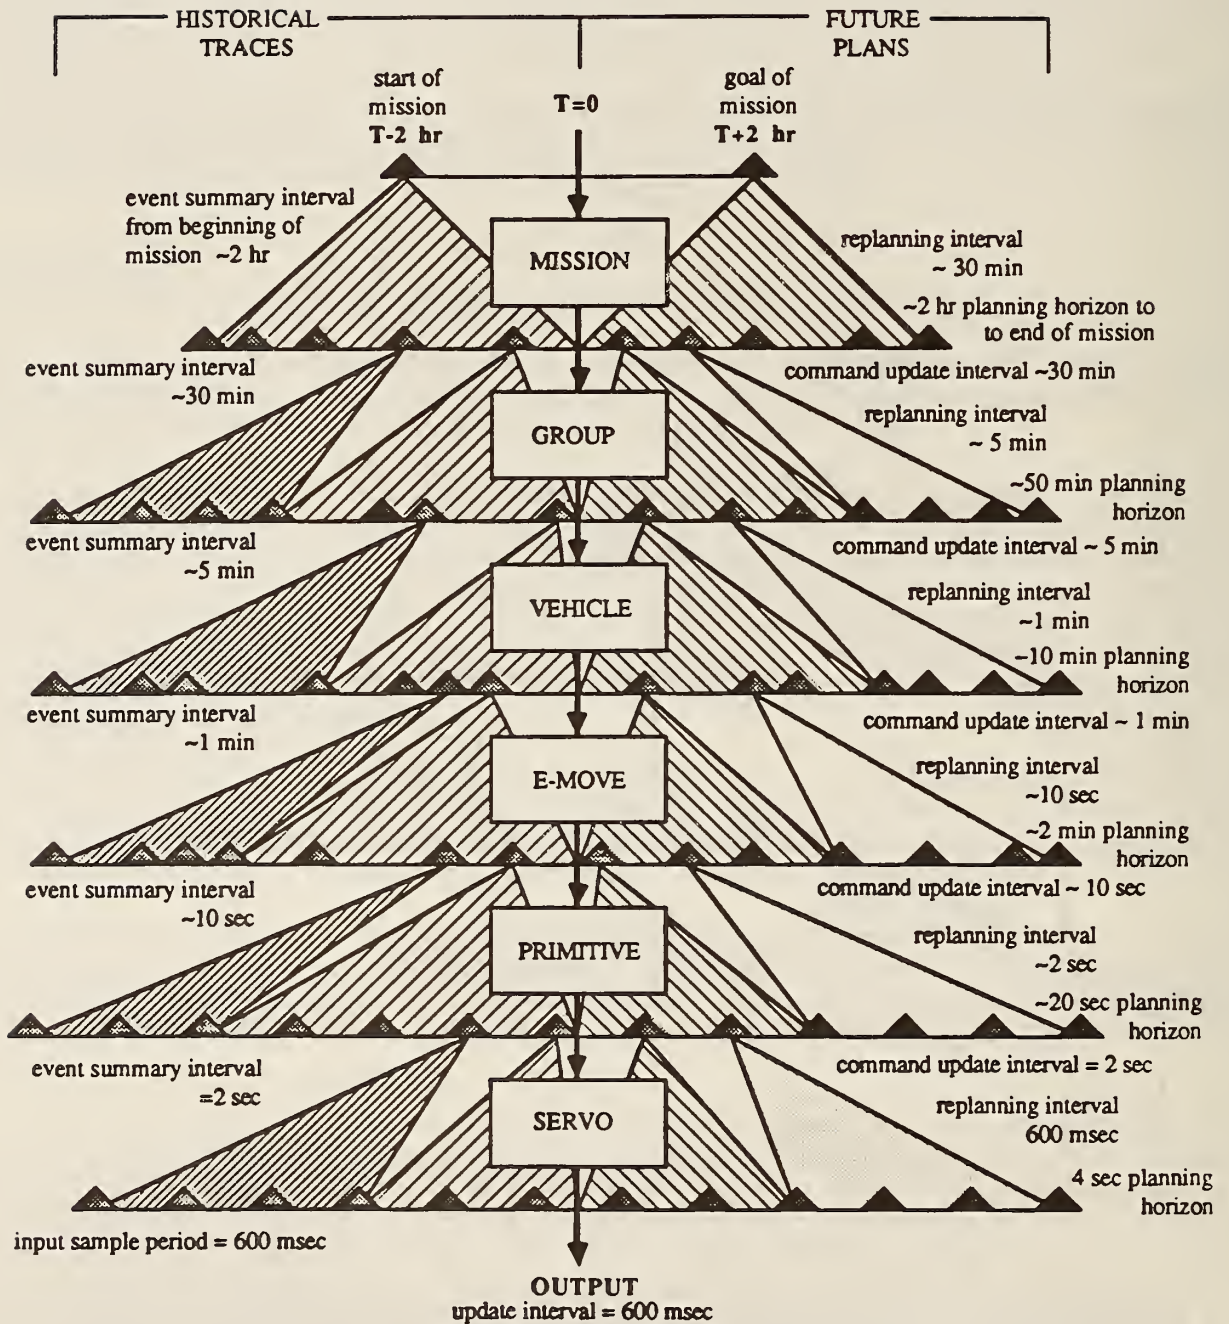 HISTORICAL
TRACES
FUTURE
PLANS
start of
mission
T-2 hr
T=0
goal of
mission
T+2 hr
event summary interval
from beginning of
mission ~2 hr
MISSION
replanning interval
~ 30 min
~2 hr planning horizon to
to end of mission
event summary interval
~30 min
command update interval ~30 min
GROUP
replanning interval
~ 5 min
~50 min planning
horizon
event summary interval
~5 min
command update interval ~ 5 min
VEHICLE
replanning interval
~1 min
~10 min planning
horizon
event summary interval
~1 min
command update interval ~ 1 min
E-MOVE
replanning interval
~10 sec
~2 min planning
horizon
event summary interval
~10 sec
command update interval ~ 10 sec
PRIMITIVE
replanning interval
~2 sec
~20 sec planning
horizon
event summary interval
=2 sec
command update interval = 2 sec
SERVO
replanning interval
600 msec
4 sec planning
horizon
input sample period = 600 msec
OUTPUT
update interval = 600 msec